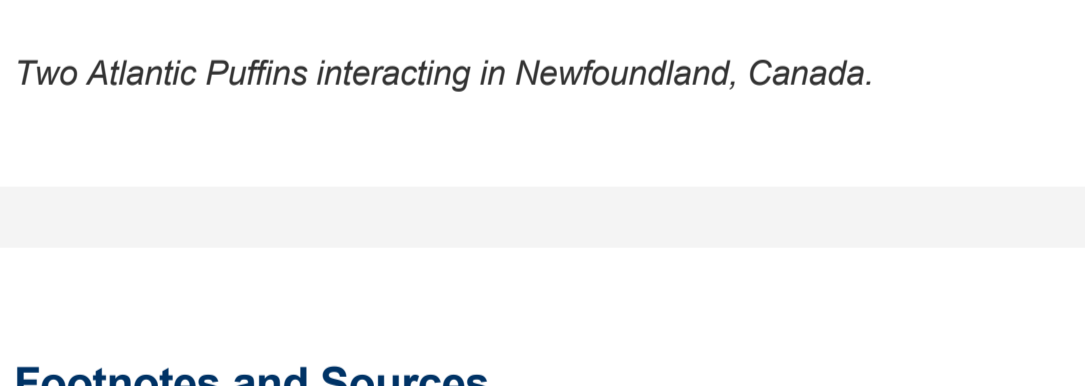 Two Atlantic Puffins interacting in Newfoundland, Canada.
Footnotes and Sources